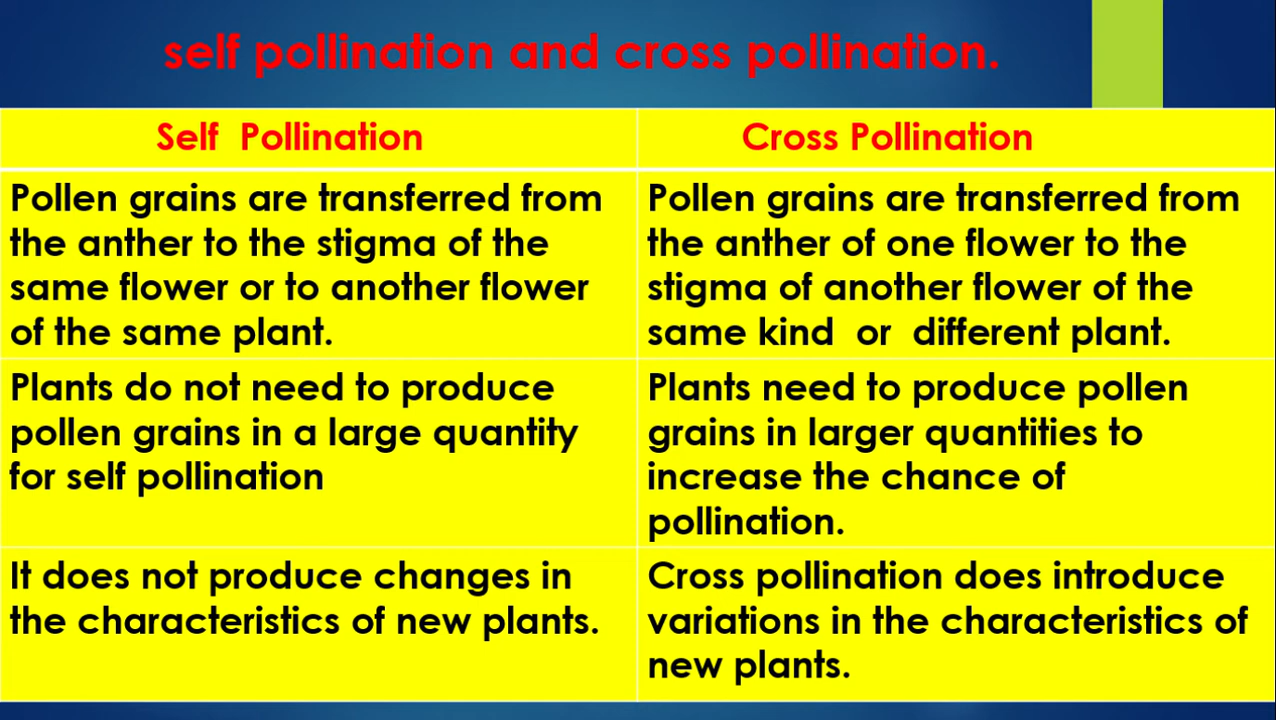 self pollination and cross pollination.
Self Pollination
Cross Pollination
Pollen grains are transferred from
the anther to the stigma of the
same flower or to another flower
of the same plant.
Pollen grains are transferred from
the anther of one flower to the
stigma of another flower of the
same kind or different plant.
Plants do not need to produce
pollen grains in a large quantity
for self pollination
Plants need to produce pollen
grains in larger quantities to
increase the chance of
pollination.
It does not produce changes in
the characteristics of new plants.
Cross pollination does introduce
variations in the characteristics of
new plants.